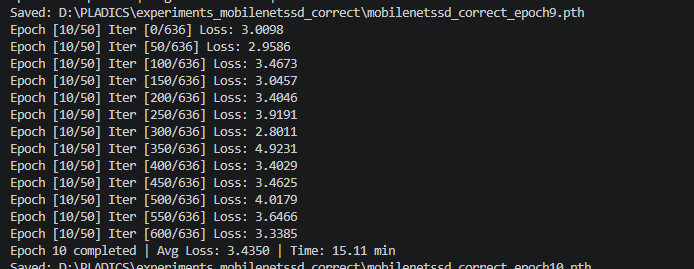 Saved: D:\PLADICS\experiments_mobilenetssd_correct\mobilenetssd_correct_epoch9.pth
Epoch [10/50] Iter [0/636] Loss: 3.0098
Epoch [10/50] Iter [50/636] Loss: 2.9586
Epoch [10/50] Iter [100/636] Loss: 3.4673
Epoch [10/50] Iter [150/636] Loss: 3.0457
Epoch [10/50] Iter [200/636] Loss: 3.4046
Epoch [10/50] Iter [250/636] Loss: 3.9191
Epoch [10/50] Iter [300/636] Loss: 2.8011
Epoch [10/50] Iter [350/636] Loss: 4.9231
Epoch [10/50] Iter [400/636] Loss: 3.4029
Epoch [10/50] Iter [450/636] Loss: 3.4625
Epoch [10/50] Iter [500/636] Loss: 4.0179
Epoch [10/50] Iter [550/636] Loss: 3.6466
Epoch [10/50] Iter [600/636] Loss: 3.3385
Epoch 10 completed | Avg Loss: 3.4350 | Time: 15.11 min
Saved: D:\PLADICS\experiments_mobilenetssd_correct\mobilenetssd_correct_epoch10.pth